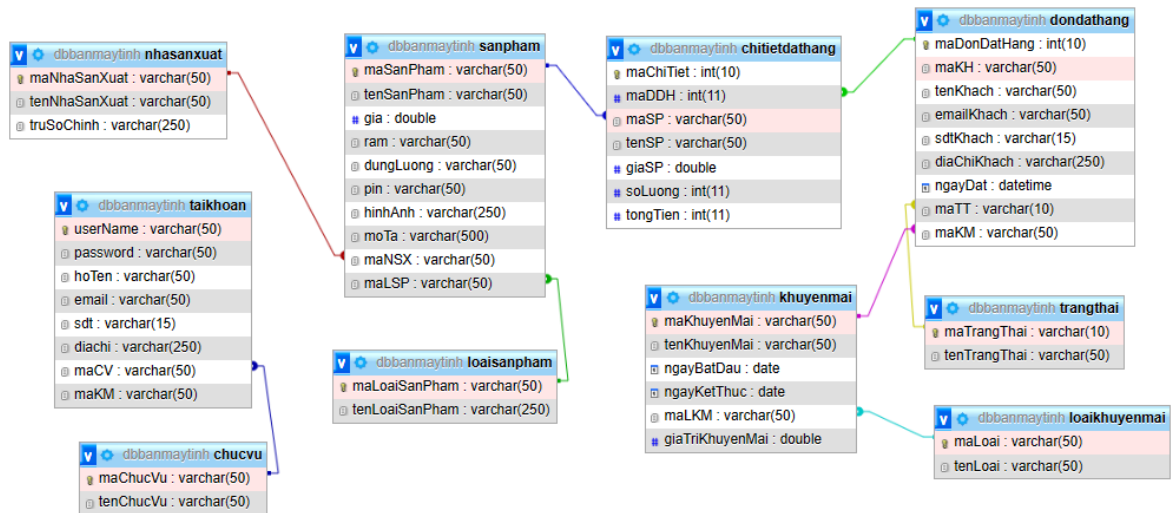 dbbanmaytinh nhasanxuat
maNhaSanXuat : varchar(50)
tenNhaSanXuat : varchar(50)
truSoChinh : varchar(250)
dbbanmaytinh taikhoan
userName : varchar(50)
password : varchar(50)
hoTen : varchar(50)
email : varchar(50)
sdt : varchar(15)
diachi : varchar(250)
maCV : varchar(50)
maKM : varchar(50)
dbbanmaytinh chucvu
maChucVu : varchar(50)
tenChucVu : varchar(50)
dbbanmaytinh sanpham
maSanPham : varchar(50)
tenSanPham : varchar(50)
# gia : double
ram : varchar(50)
dungLuong : varchar(50)
pin : varchar(50)
hinhAnh : varchar(250)
moTa : varchar(500)
maNSX : varchar(50)
maLSP : varchar(50)
dbbanmaytinh loaisanpham
maLoaiSanPham : varchar(50)
tenLoaiSanPham : varchar(250)
dbbanmaytinh chitietdathang
maChiTiet : int(10)
# maDDH : int(11)
maSP : varchar(50)
tenSP : varchar(50)
# giaSP : double
# soLuong : int(11)
# tongTien : int(11)
dbbanmaytinh khuyenmai
maKhuyenMai : varchar(50)
tenKhuyenMai : varchar(50)
ngayBatDau : date
ngayKetThuc : date
maLKM : varchar(50)
# giaTriKhuyenMai : double
dbbanmaytinh dondathang
maDonDatHang : int(10)
maKH : varchar(50)
tenKhach : varchar(50)
emailKhach : varchar(50)
sdtKhach : varchar(15)
diaChiKhach : varchar(250)
ngayDat : datetime
maTT : varchar(10)
maKM : varchar(50)
dbbanmaytinh trangthai
maTrangThai : varchar(10)
tenTrangThai : varchar(50)
dbbanmaytinh loaikhuyenmai
maLoai : varchar(50)
tenLoai : varchar(50)